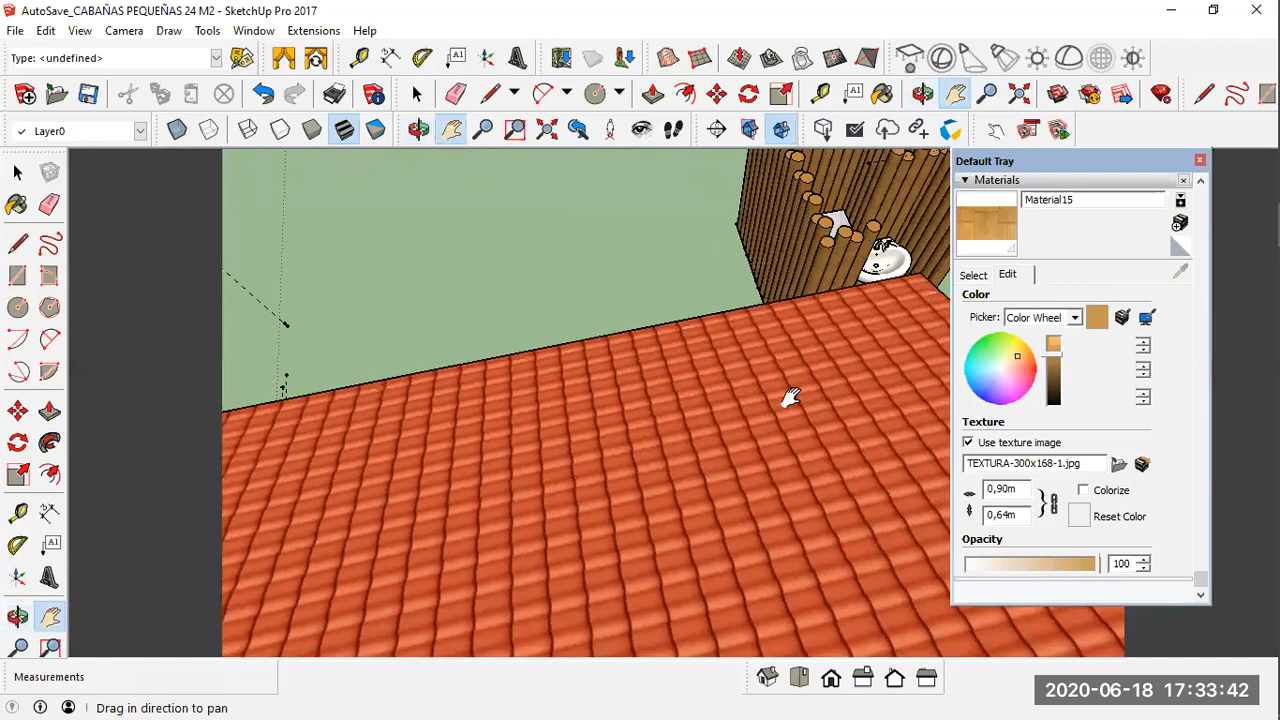 AutoSave_CABAÑAS PEQUEÑAS 24 M2 - SketchUp Pro 2017
File Edit View Camera Draw Tools Window Extensions Help
Type: <undefined>
A1
A1
Layer0
Default Tray
Materials
Material15
Select Edit
Color
Picker: Color Wheel
Texture
Use texture image
TEXTURA-300x168-1.jpg
0,90m
Colorize
0,64m
Reset Color
A1
Opacity
100
Measurements
2020-06-18 17:33:42
Drag in direction to pan